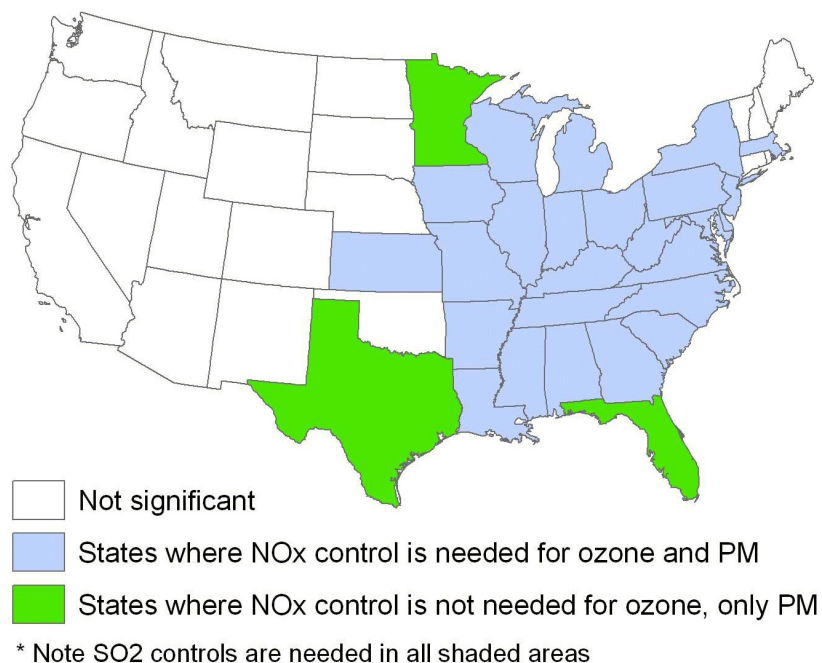 Not significant
States where NOx control is needed for ozone and PM
States where NOx control is not needed for ozone, only PM
* Note SO2 controls are needed in all shaded areas